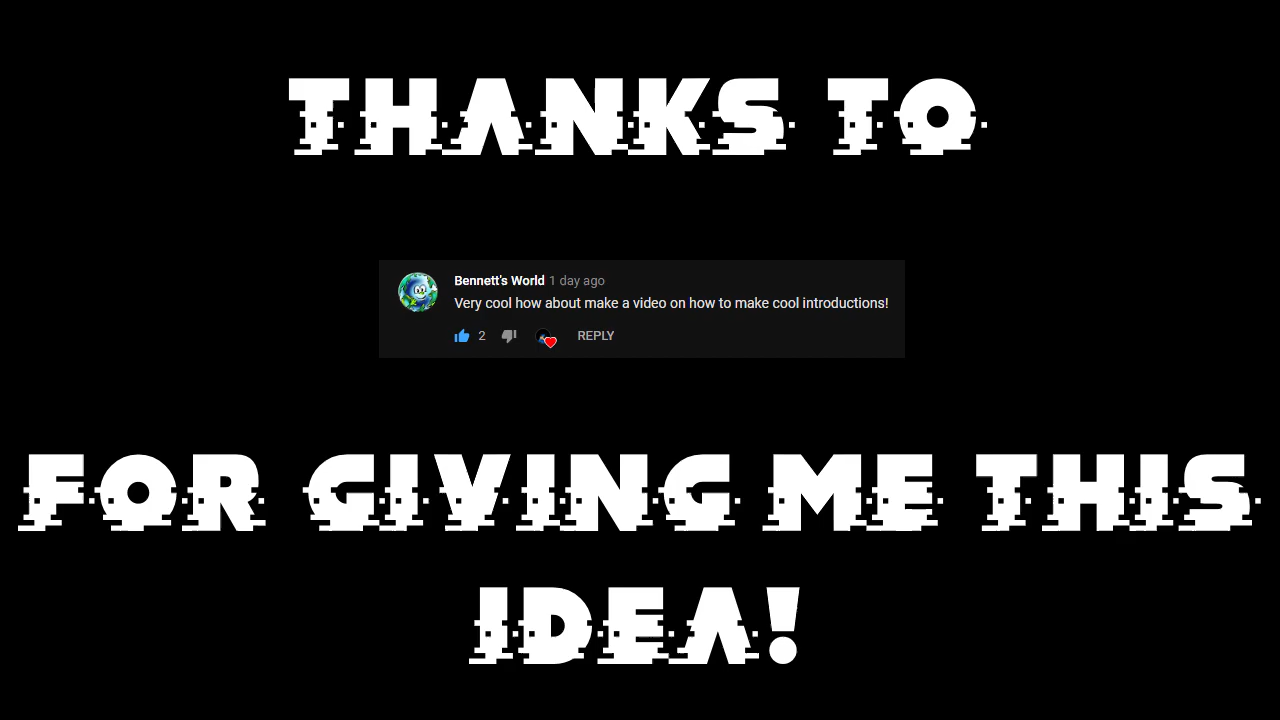 THANKS TO
Bennett's World 1 day ago
Very cool how about make a video on how to make cool introductions!
2 REPLY
FOR GIVING ME THIS
IDEA!